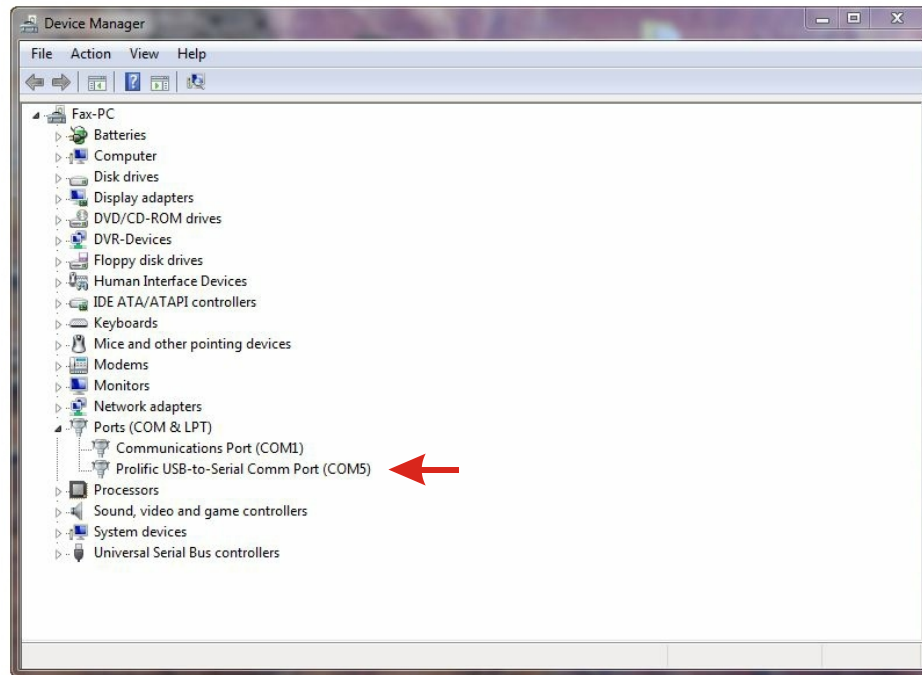 Device Manager
File Action View Help
Fax-PC
Batteries
Computer
Disk drives
Display adapters
DVD/CD-ROM drives
DVR-Devices
Floppy disk drives
Human Interface Devices
IDE ATA/ATAPI controllers
Keyboards
Mice and other pointing devices
Modems
Monitors
Network adapters
Ports (COM & LPT)
Communications Port (COM1)
Prolific USB-to-Serial Comm Port (COM5)
Processors
Sound, video and game controllers
System devices
Universal Serial Bus controllers